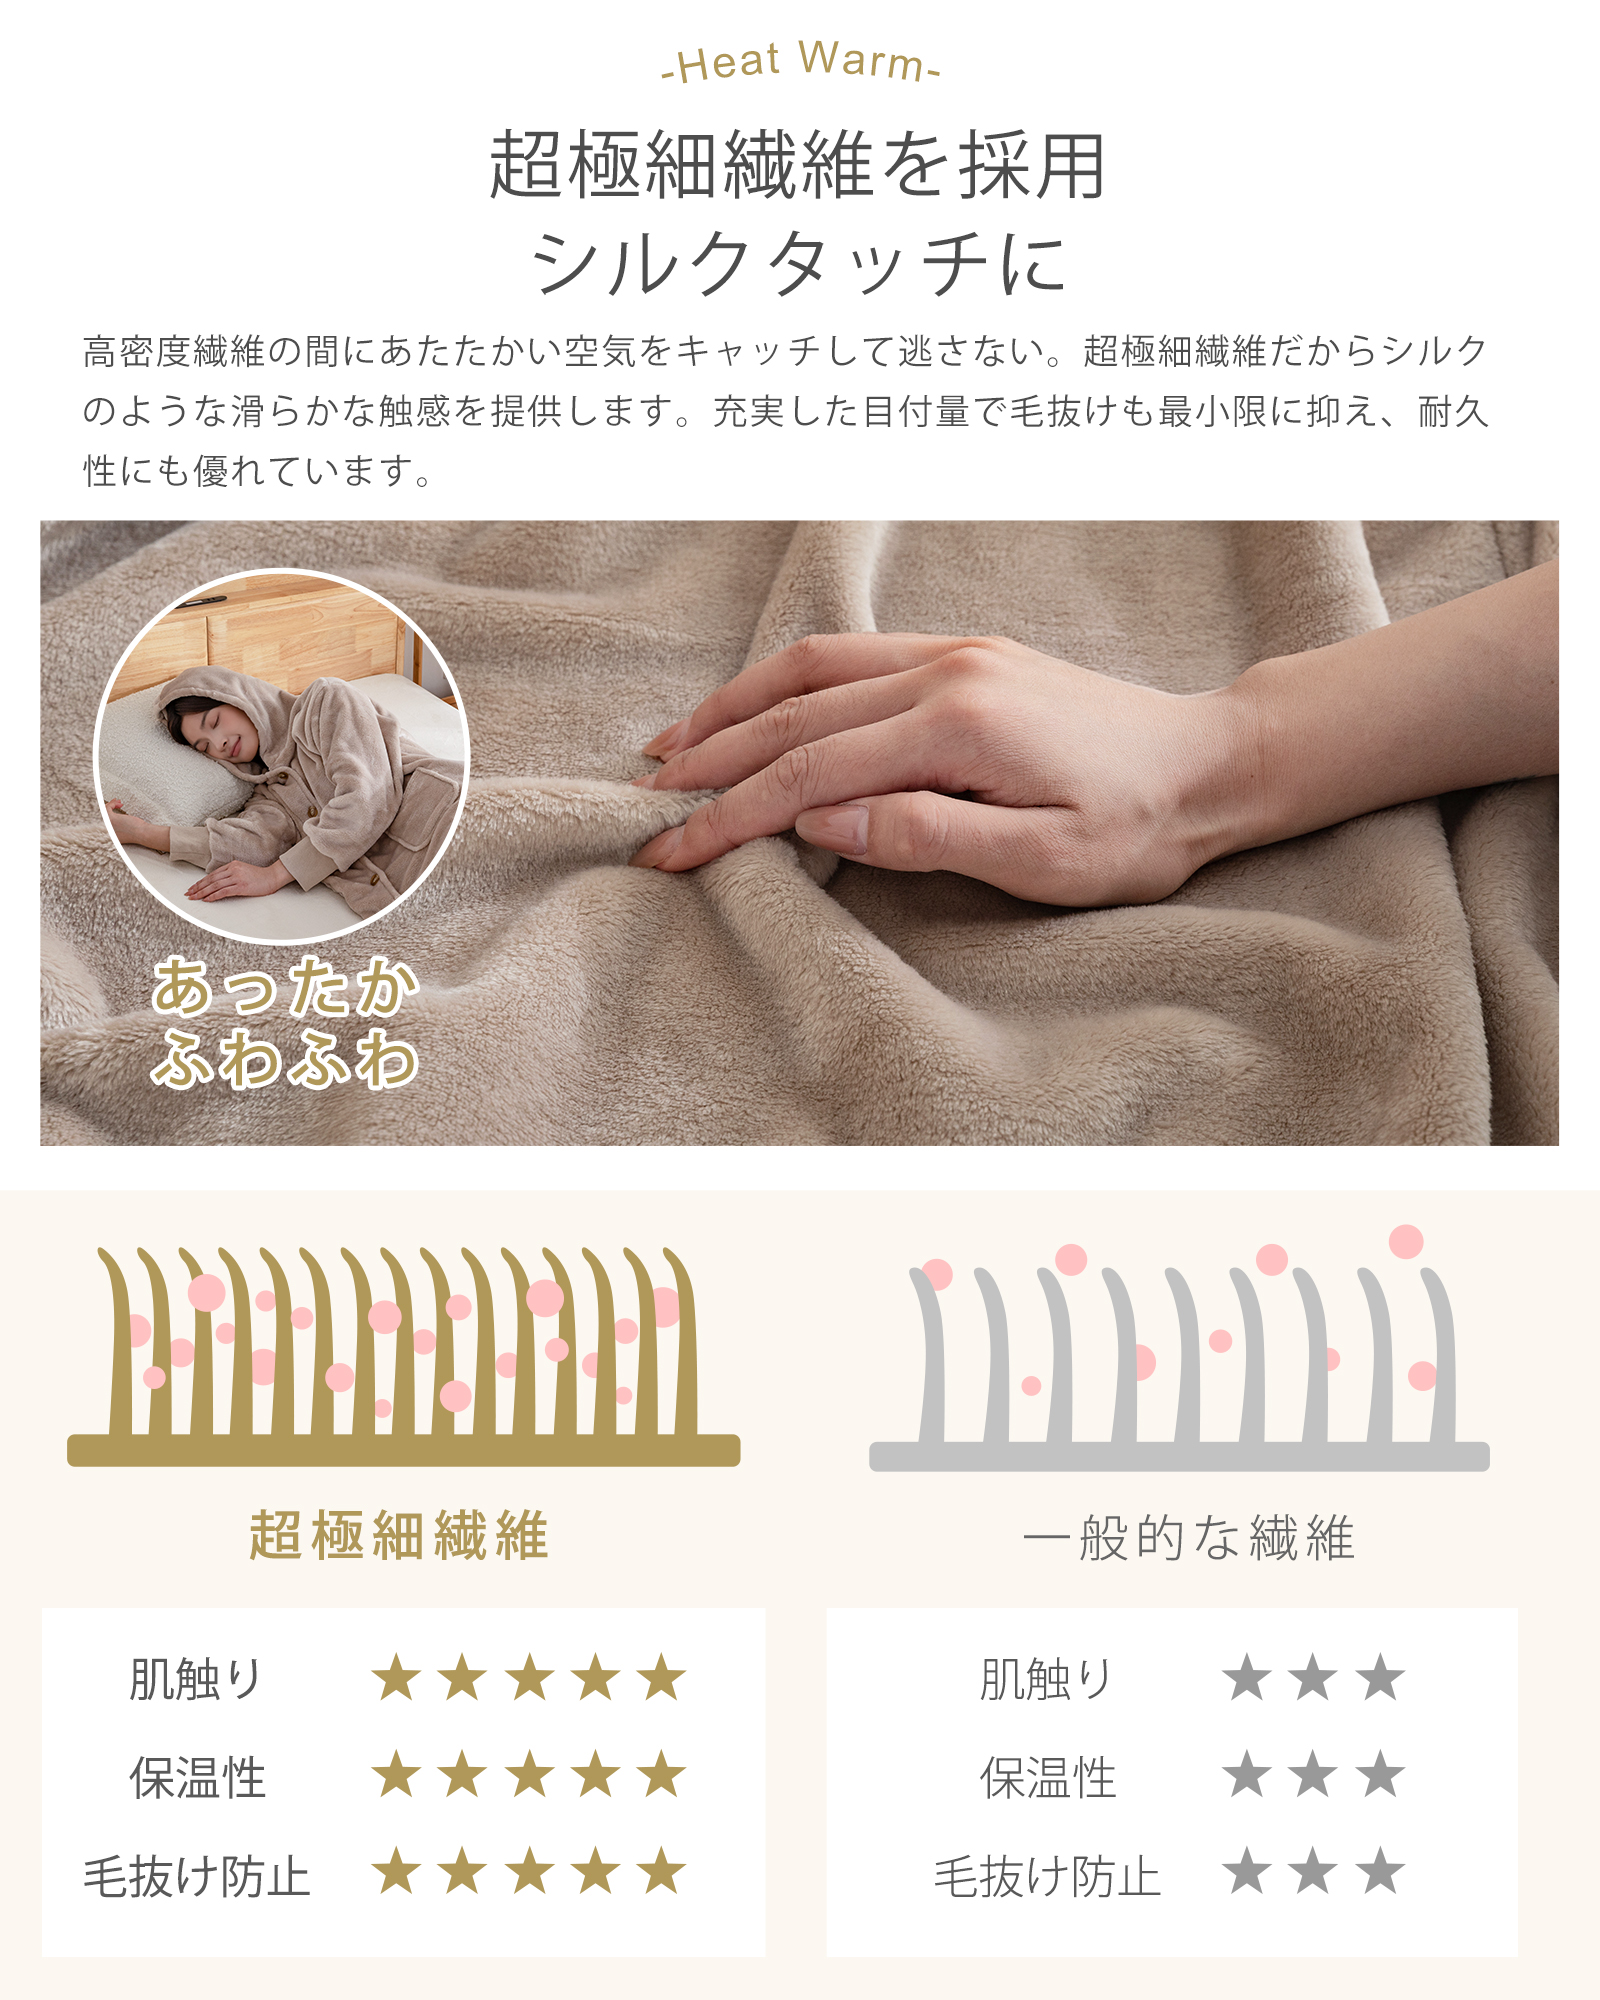 -Heat Warm-
超極細繊維を採用
シルクタッチに
高密度繊維の間にあたたかい空気をキャッチして逃さない。超極細繊維だからシルク
のような滑らかな触感を提供します。充実した目付量で毛抜けも最小限に抑え、耐久
性にも優れています。
あったか
ふわふわ
超極細繊維
一般的な繊維
肌触り ★★★★★
保温性 ★★★★★
毛抜け防止 ★★★★★
肌触り ★★★
保温性 ★★★
毛抜け防止 ★★★